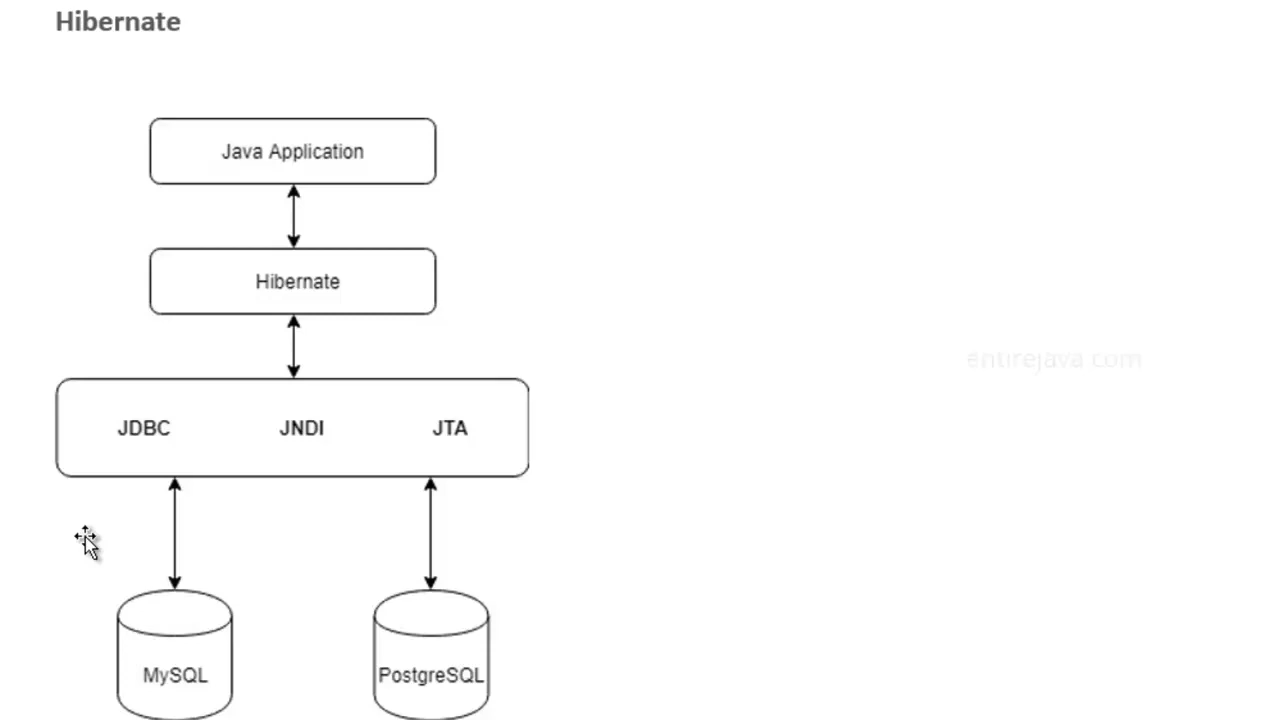 Hibernate
Java Application
Hibernate
entirejava.com
JDBC JNDI JTA
MySQL PostgreSQL